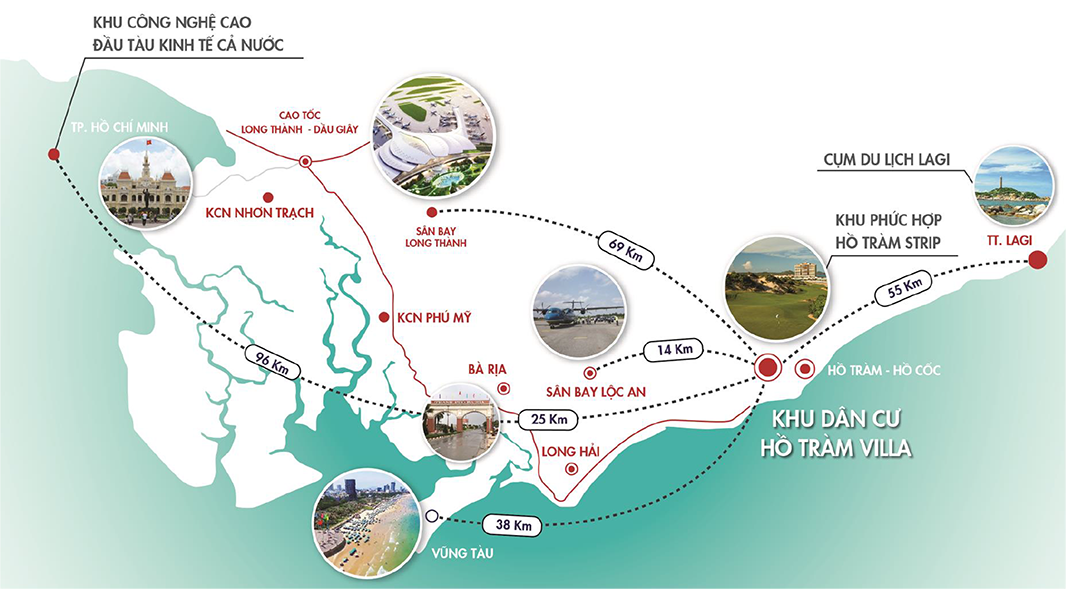 KHU CÔNG NGHỆ CAO
ĐẦU TÀU KINH TẾ CẢ NƯỚC
TP. HỒ CHÍ MINH
CAO TỐC
LONG THÀNH - DẦU GIÂY
KCN NHƠN TRẠCH
SÂN BAY
LONG THÀNH
CỤM DU LỊCH LAGI
KHU PHỨC HỢP
HỒ TRÀM STRIP
TT. LAGI
69 Km
55 Km
KCN PHÚ MỸ
14 Km
96 Km
BÀ RỊA
SÂN BAY LỘC AN
HỒ TRÀM - HỒ CỐC
25 Km
KHU DÂN CƯ
HỒ TRÀM VILLA
LONG HẢI
38 Km
VŨNG TÀU